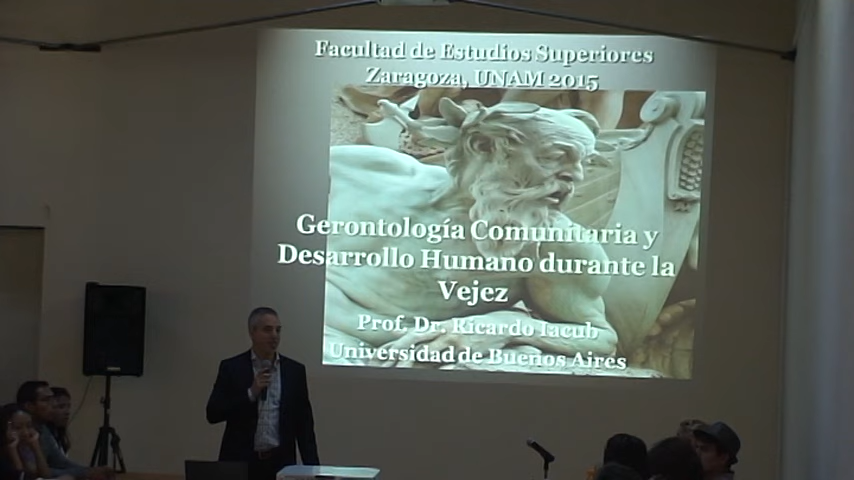 Facultad de Estudios Superiores
Zaragoza, UNAM 2015
Gerontología Comunitaria y
Desarrollo Humano durante la
Vejez
Prof. Dr. Ricardo Iacub
Universidad de Buenos Aires